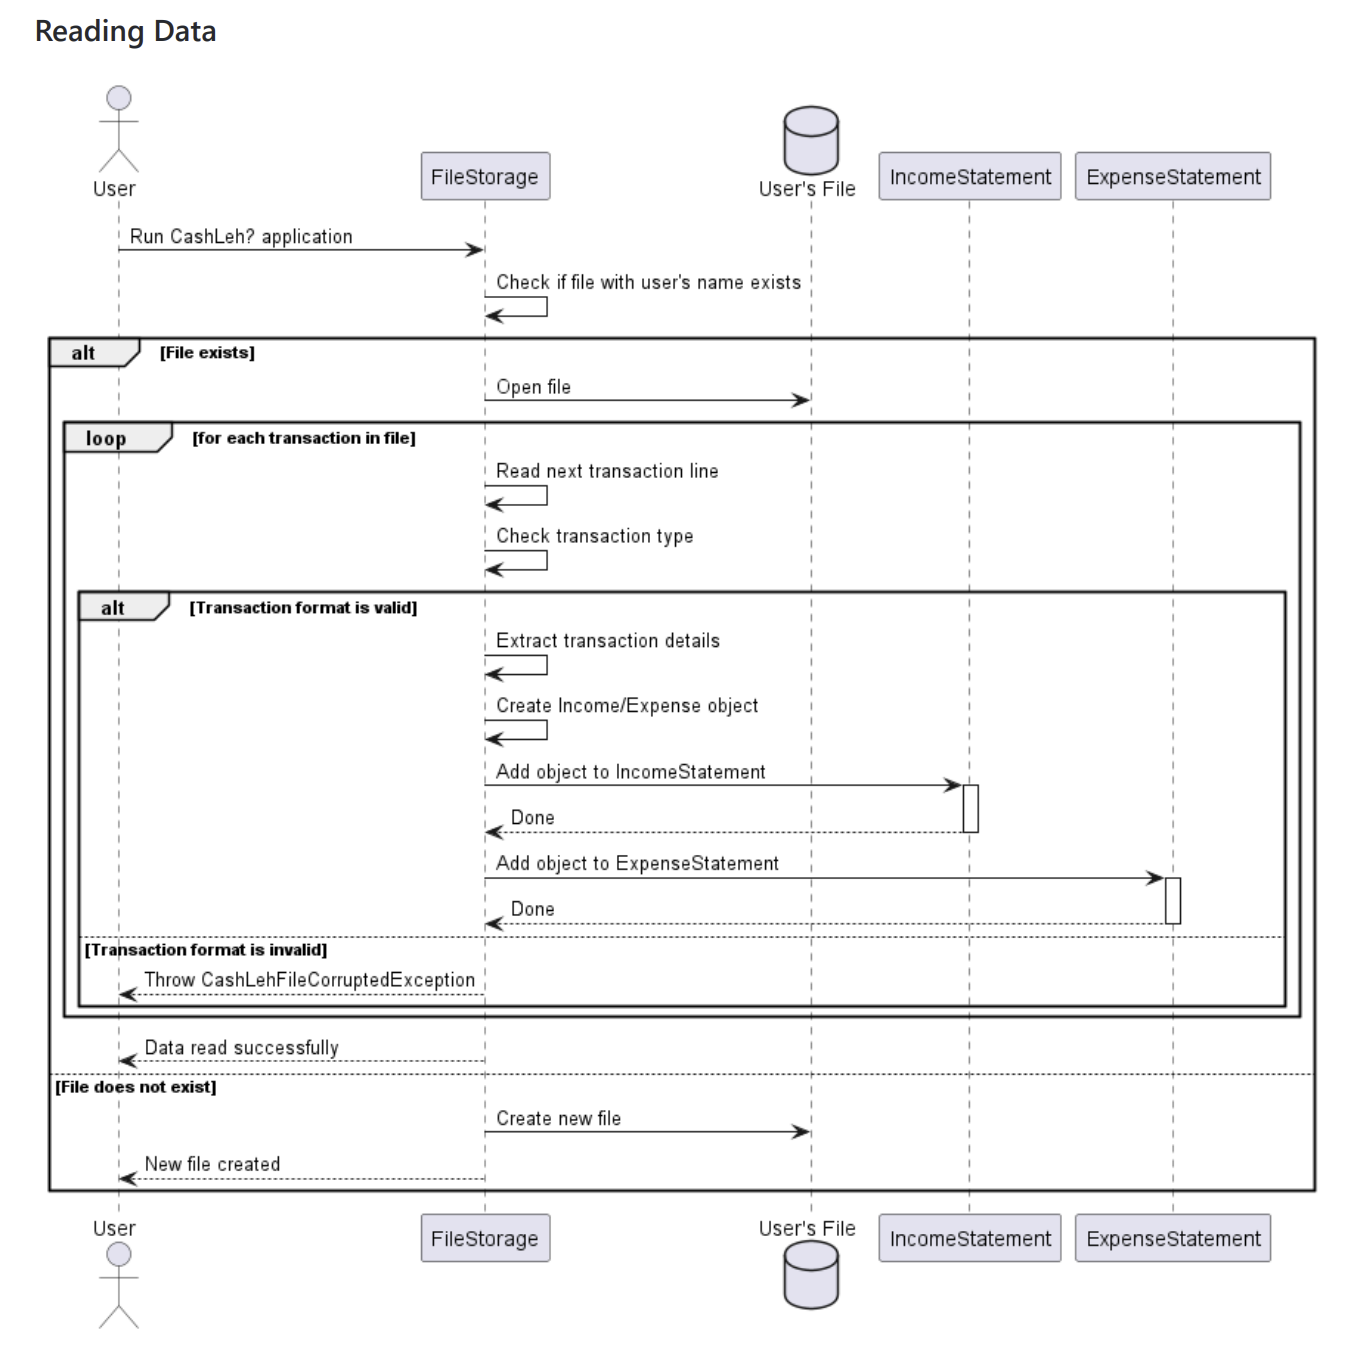 Reading Data
User
FileStorage
User's File
IncomeStatement
ExpenseStatement
Run CashLeh? application
Check if file with user's name exists
alt
[File exists]
Open file
loop
[for each transaction in file]
Read next transaction line
Check transaction type
alt
[Transaction format is valid]
Extract transaction details
Create Income/Expense object
Add object to IncomeStatement
Done
Add object to ExpenseStatement
Done
[Transaction format is invalid]
Throw CashLehFileCorruptedException
Data read successfully
[File does not exist]
Create new file
New file created
User
FileStorage
User's File
IncomeStatement
ExpenseStatement